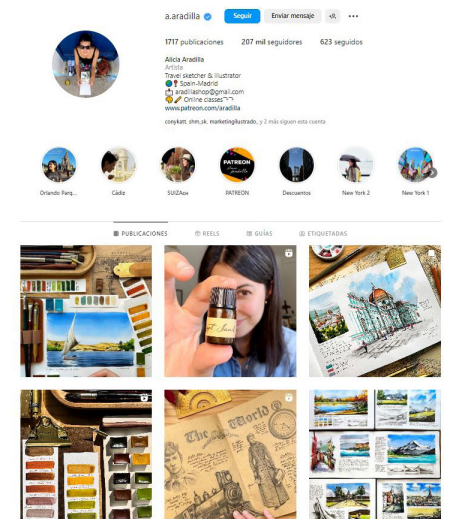 a.aradilla
Seguir
Enviar mensaje
1717 publicaciones 207 mil seguidores 623 seguidos
Alicia Aradilla
Artista
Travel sketcher & illustrator
Spain-Madrid
aradillashop@gmail.com
Online classes
www.patreon.com/aradilla
conykatt, shm_sk, marketingilustrado, y 2 más siguen esta cuenta
PATREON
Orlando Parq... Cádiz SUIZA PATREON Descuentos New York 2 New York 1
PUBLICACIONES REELS GUÍAS ETIQUETADAS
The World